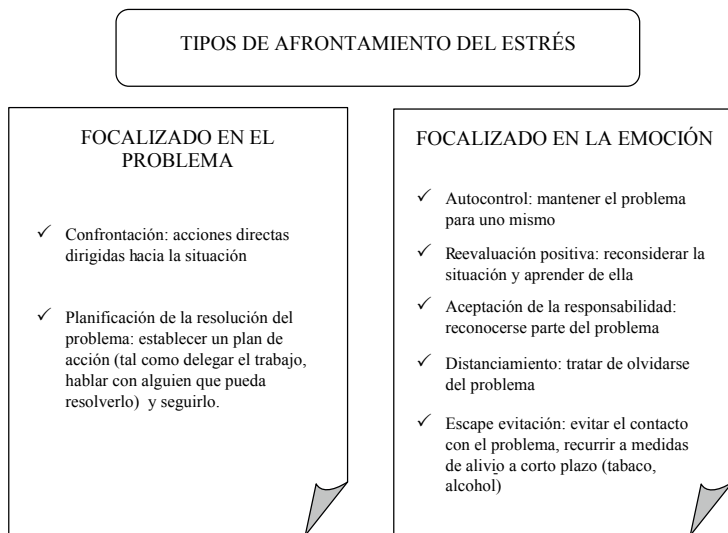 TIPOS DE AFRONTAMIENTO DEL ESTRÉS
FOCALIZADO EN EL
PROBLEMA
✓ Confrontación: acciones directas
dirigidas hacia la situación
✓ Planificación de la resolución del
problema: establecer un plan de
acción (tal como delegar el trabajo,
hablar con alguien que pueda
resolverlo) y seguirlo.
FOCALIZADO EN LA EMOCIÓN
✓ Autocontrol: mantener el problema
para uno mismo
✓ Reevaluación positiva: reconsiderar la
situación y aprender de ella
✓ Aceptación de la responsabilidad:
reconocerse parte del problema
✓ Distanciamiento: tratar de olvidarse
del problema
✓ Escape evitación: evitar el contacto
con el problema, recurrir a medidas
de alivio a corto plazo (tabaco,
alcohol)